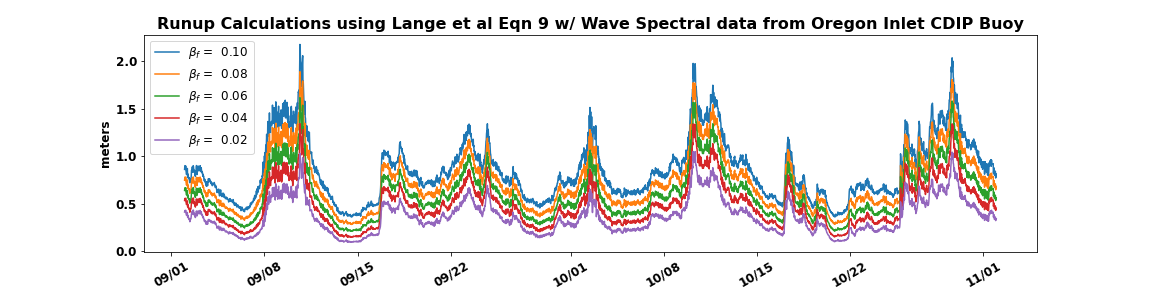 Runup Calculations using Lange et al Eqn 9 w/ Wave Spectral data from Oregon Inlet CDIP Buoy
βf = 0.10
βf = 0.08
βf = 0.06
βf = 0.04
βf = 0.02
meters
2.0
1.5
1.0
0.5
0.0
09/01 09/08 09/15 09/22 10/01 10/08 10/15 10/22 11/01